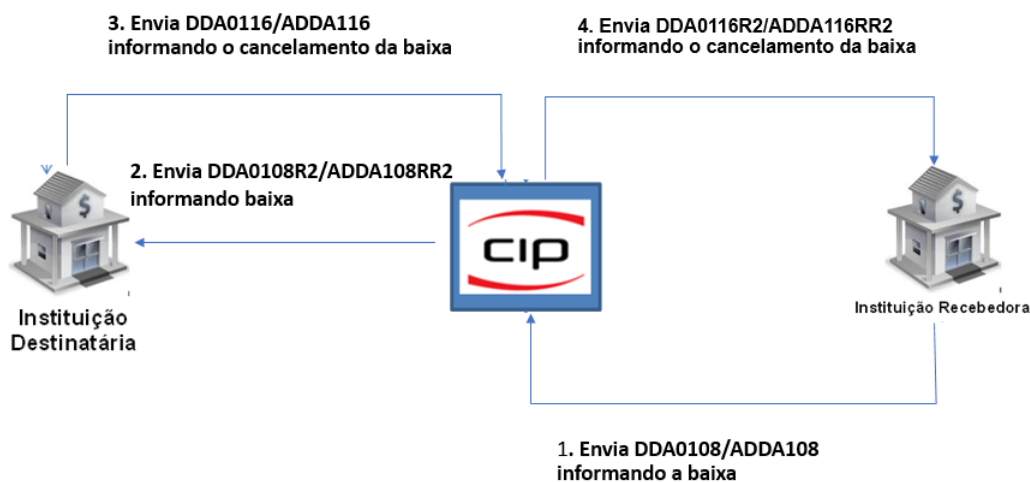 3. Envia DDA0116/ADDA116
informando o cancelamento da baixa
4. Envia DDA0116R2/ADDA116RR2
informando o cancelamento da baixa
2. Envia DDA0108R2/ADDA108RR2
informando baixa
$
cip
$
Instituição
Destinatária
Instituição Recebedora
1. Envia DDA0108/ADDA108
informando a baixa